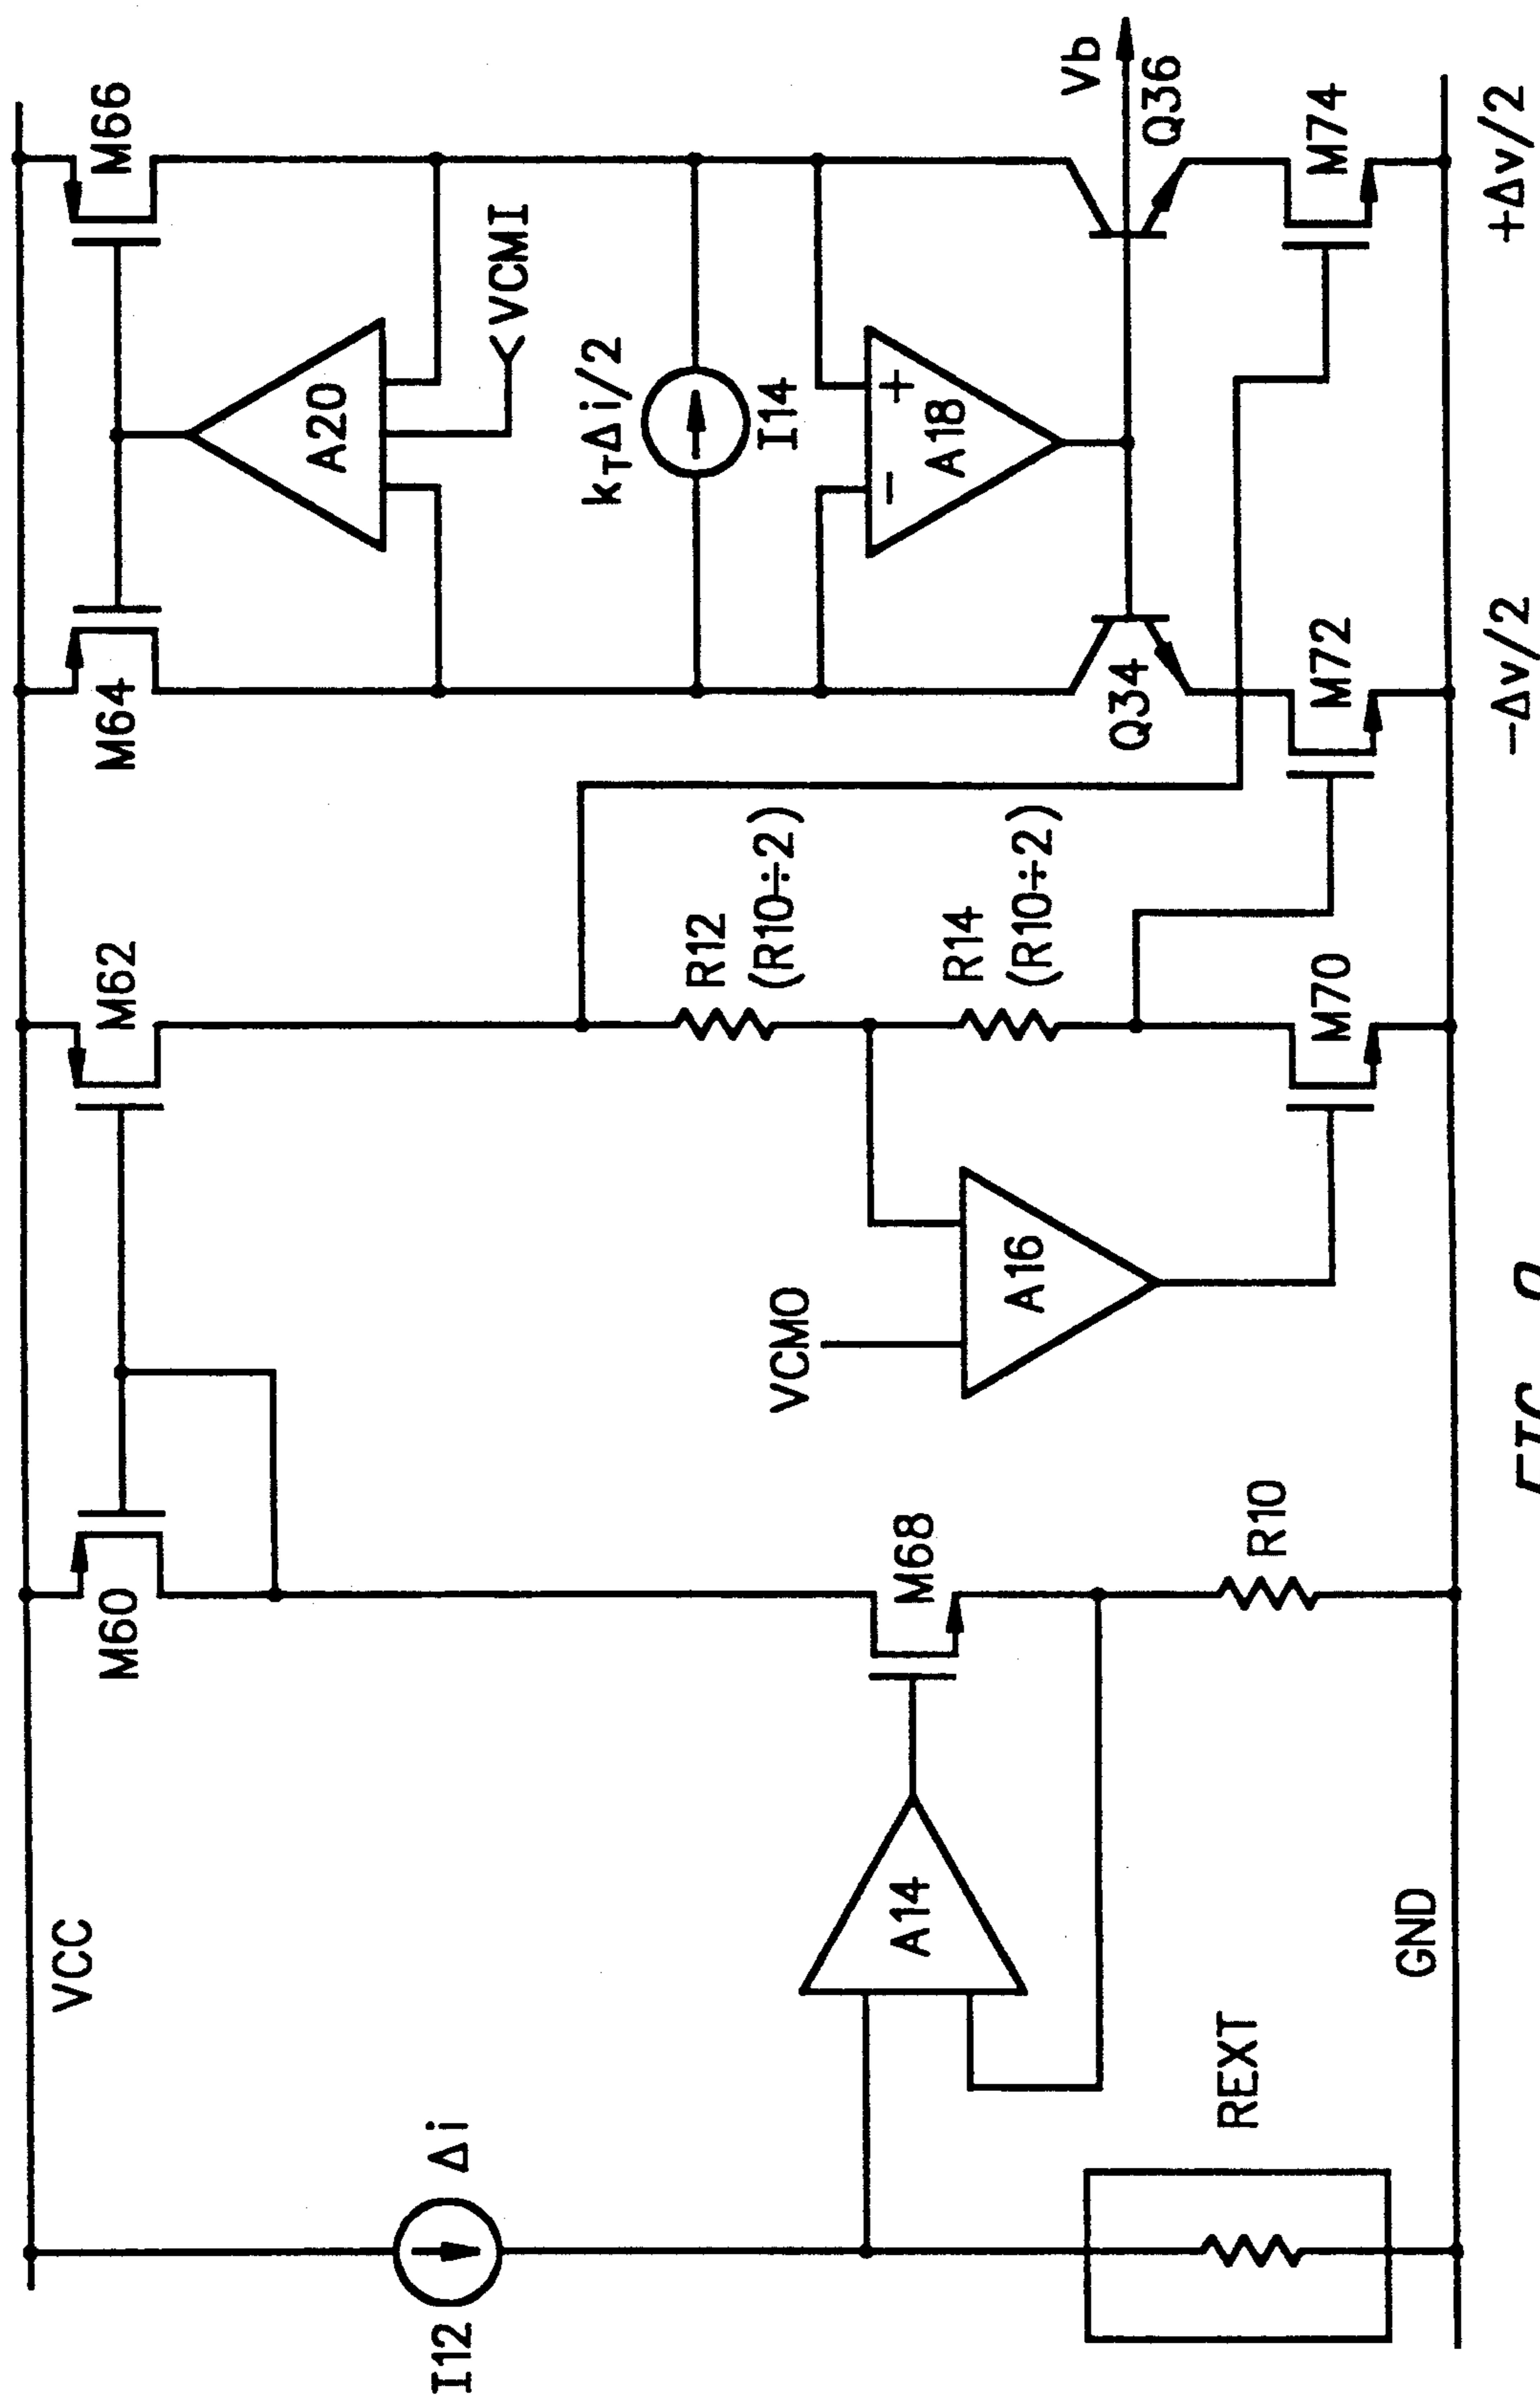 VCC
I12
Δi
REXT
GND
A14
M60
M68
R10
M62
VCMO
A16
R12
(R10÷2)
R14
(R10÷2)
M70
M64
M66
A20
VCMI
kTΔi/2
I14
- +
A18
Q34
Q36
Vb
M72
M74
-Δv/2
+Δv/2